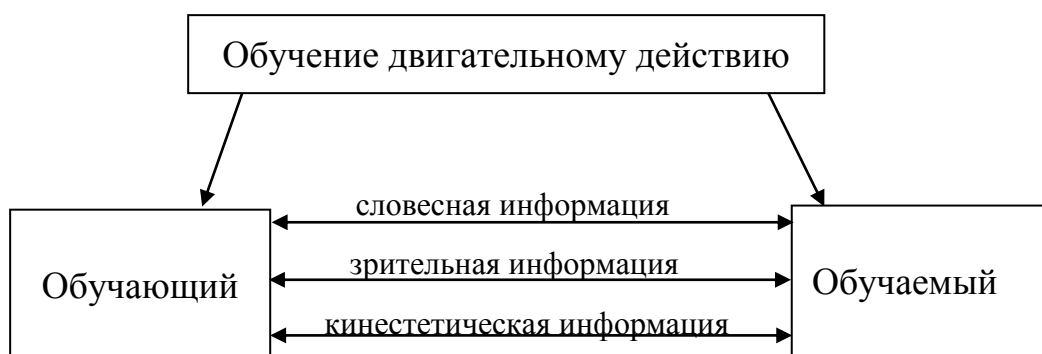 Обучение двигательному действию
словесная информация
зрительная информация
Обучающий
Обучаемый
кинестетическая информация